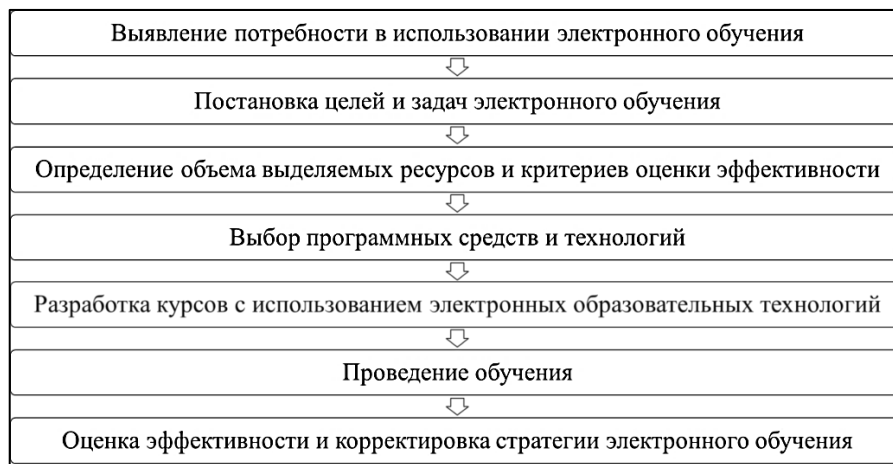 Выявление потребности в использовании электронного обучения
Постановка целей и задач электронного обучения
Определение объема выделяемых ресурсов и критериев оценки эффективности
Выбор программных средств и технологий
Разработка курсов с использованием электронных образовательных технологий
Проведение обучения
Оценка эффективности и корректировка стратегии электронного обучения